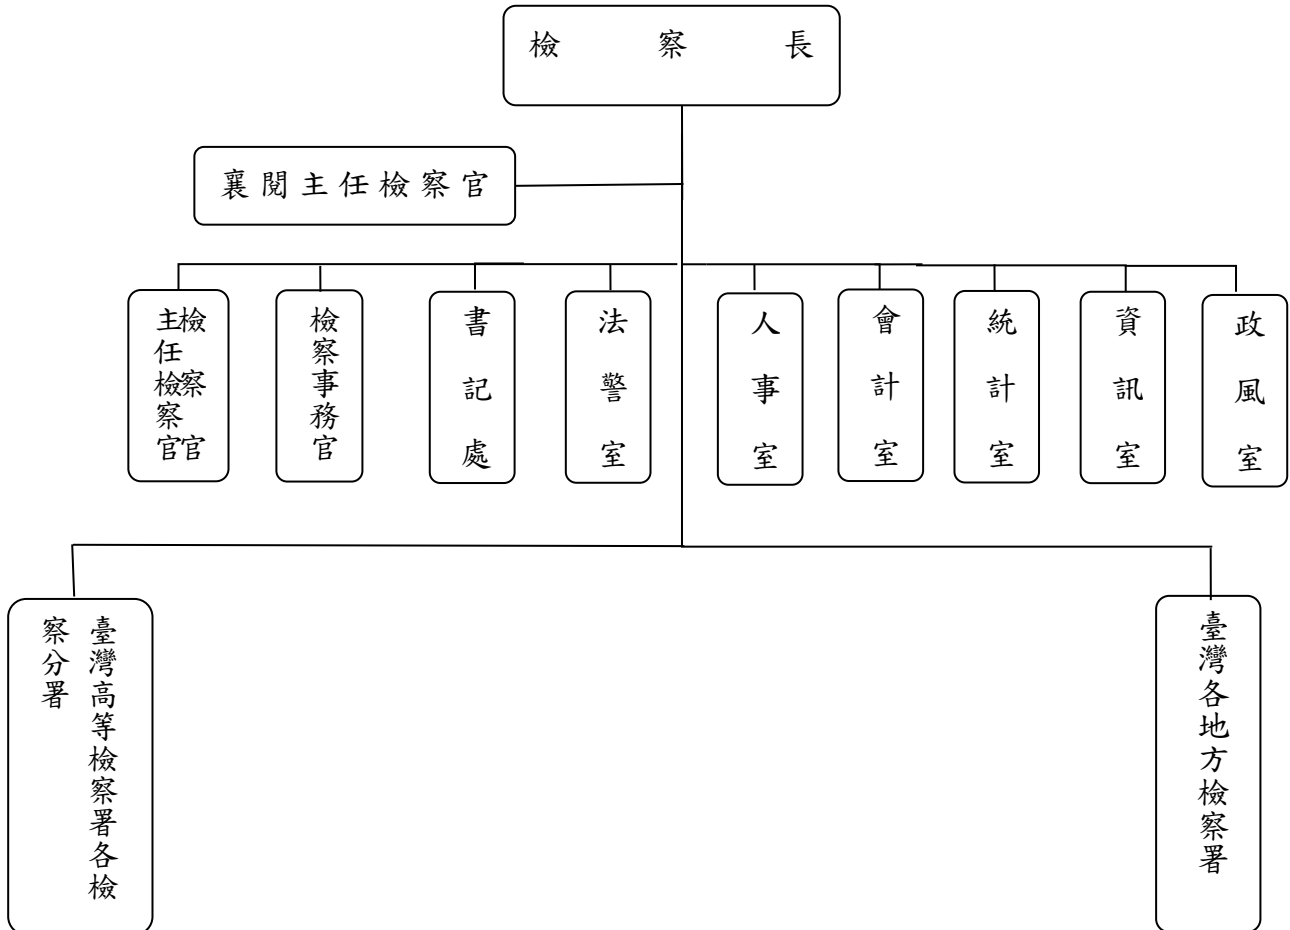 檢察長
襄閱主任檢察官
主任檢察官
檢察官
檢察事務官
書記處
法警室
人事室
會計室
統計室
資訊室
政風室
臺灣高等檢察署各檢
察分署
臺灣各地方檢察署